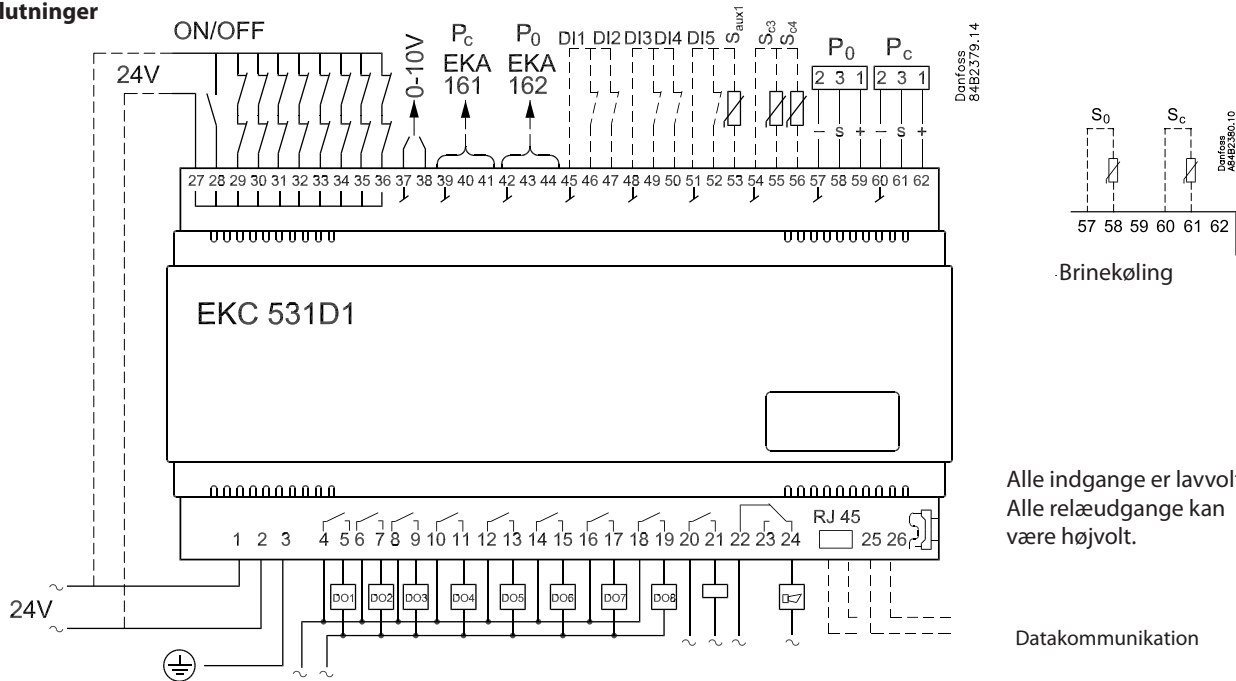 lutninger
ON/OFF
24V
0-10V
Pc
EKA
161
P0
EKA
162
DI1 DI2 DI3 DI4 DI5 Saux1 Sc3 Sc4
P0 Pc
2 3 1 2 3 1
– s + – s +
Danfoss
84B2379.14
27 28 29 30 31 32 33 34 35 36 37 38 39 40 41 42 43 44 45 46 47 48 49 50 51 52 53 54 55 56 57 58 59 60 61 62
S0 Sc
Danfoss
A84B2380.10
57 58 59 60 61 62
Brinekøling
EKC 531D1
Alle indgange er lavvolt
Alle relæudgange kan
være højvolt.
RJ 45
1 2 3 4 5 6 7 8 9 10 11 12 13 14 15 16 17 18 19 20 21 22 23 24 25 26
DO1 DO2 DO3 DO4 DO5 DO6 DO7 DO8
24V
Datakommunikation